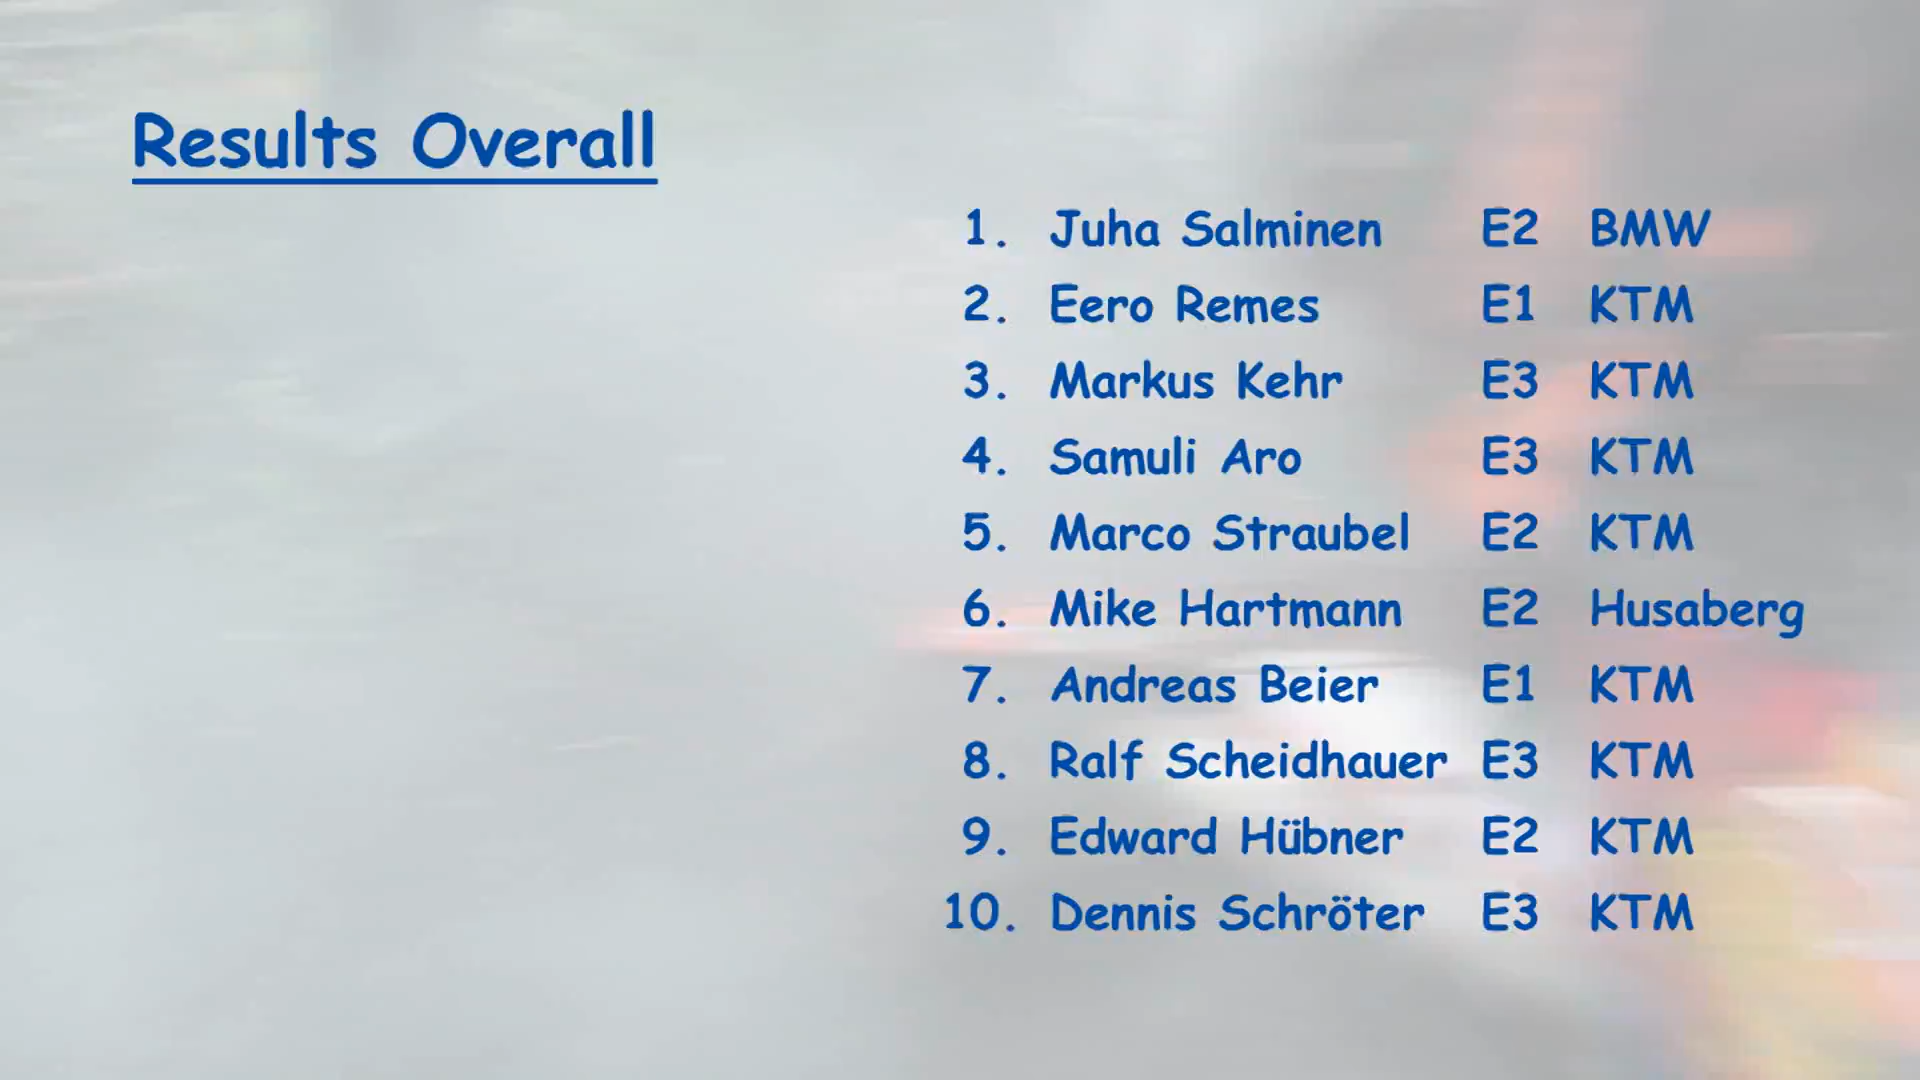 Results Overall
1. Juha Salminen E2 BMW
2. Eero Remes E1 KTM
3. Markus Kehr E3 KTM
4. Samuli Aro E3 KTM
5. Marco Straubel E2 KTM
6. Mike Hartmann E2 Husaberg
7. Andreas Beier E1 KTM
8. Ralf Scheidhauer E3 KTM
9. Edward Hübner E2 KTM
10. Dennis Schröter E3 KTM